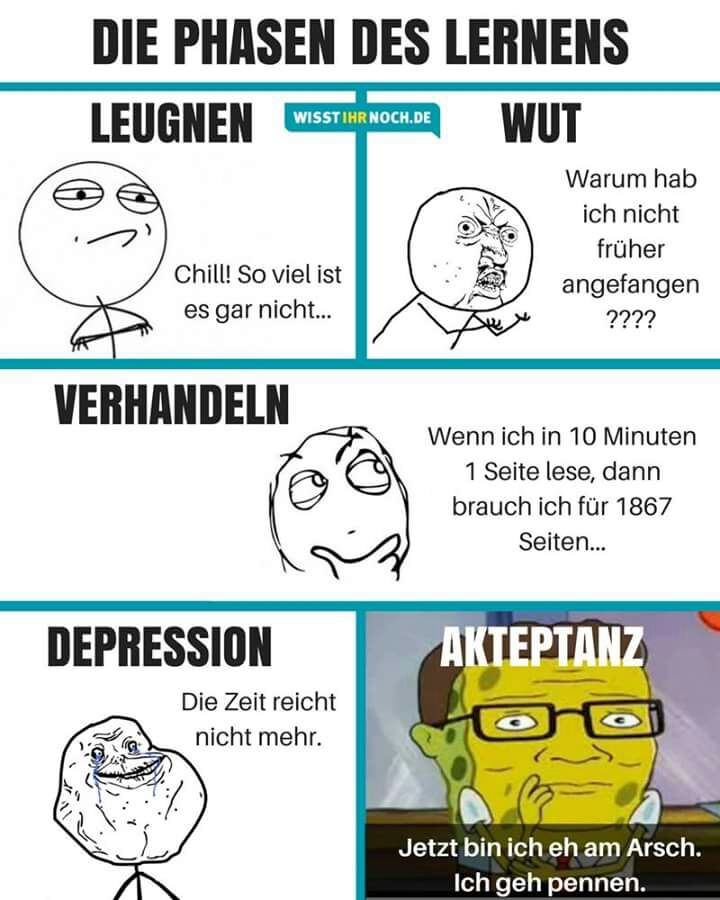 DIE PHASEN DES LERNENS
LEUGNEN
WISSTIHRNOCH.DE
WUT
Chill! So viel ist
es gar nicht...
Warum hab
ich nicht
früher
angefangen
????
VERHANDELN
Wenn ich in 10 Minuten
1 Seite lese, dann
brauch ich für 1867
Seiten...
DEPRESSION
Die Zeit reicht
nicht mehr.
AKTEPTANZ
Jetzt bin ich eh am Arsch.
Ich geh pennen.